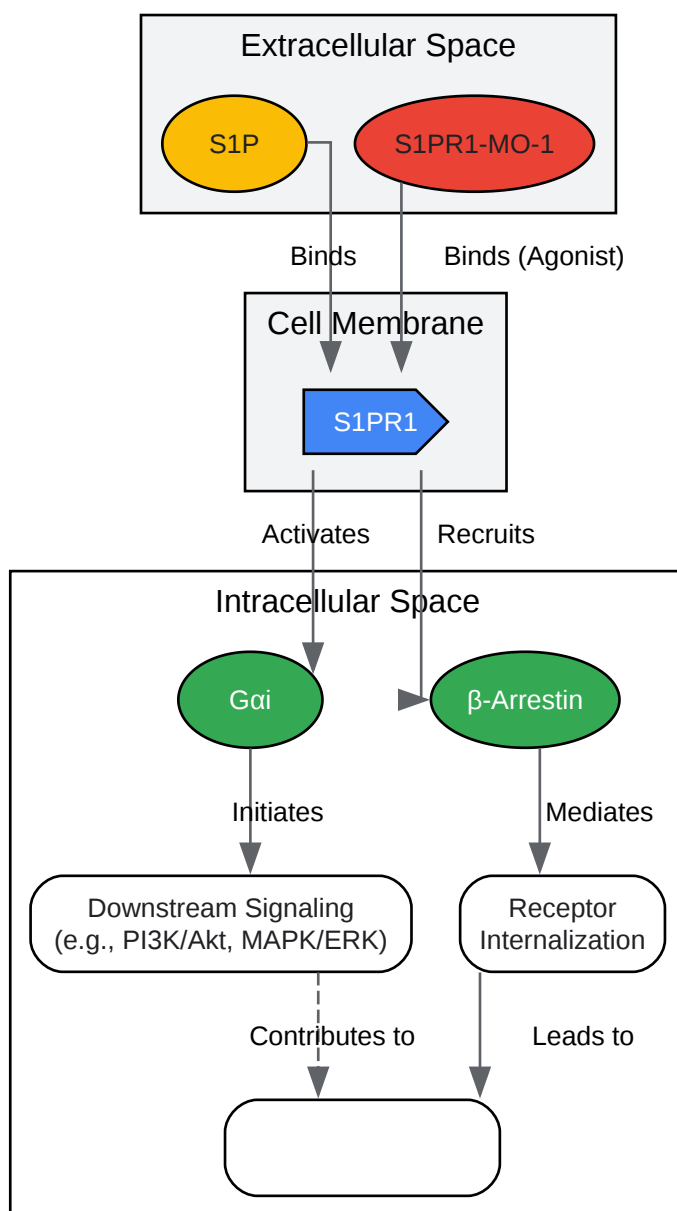 Extracellular Space
S1P
S1PR1-MO-1
Binds
Binds (Agonist)
Cell Membrane
S1PR1
Activates
Recruits
Intracellular Space
Gαi
β-Arrestin
Initiates
Mediates
Downstream Signaling
(e.g., PI3K/Akt, MAPK/ERK)
Receptor
Internalization
Contributes to
Leads to